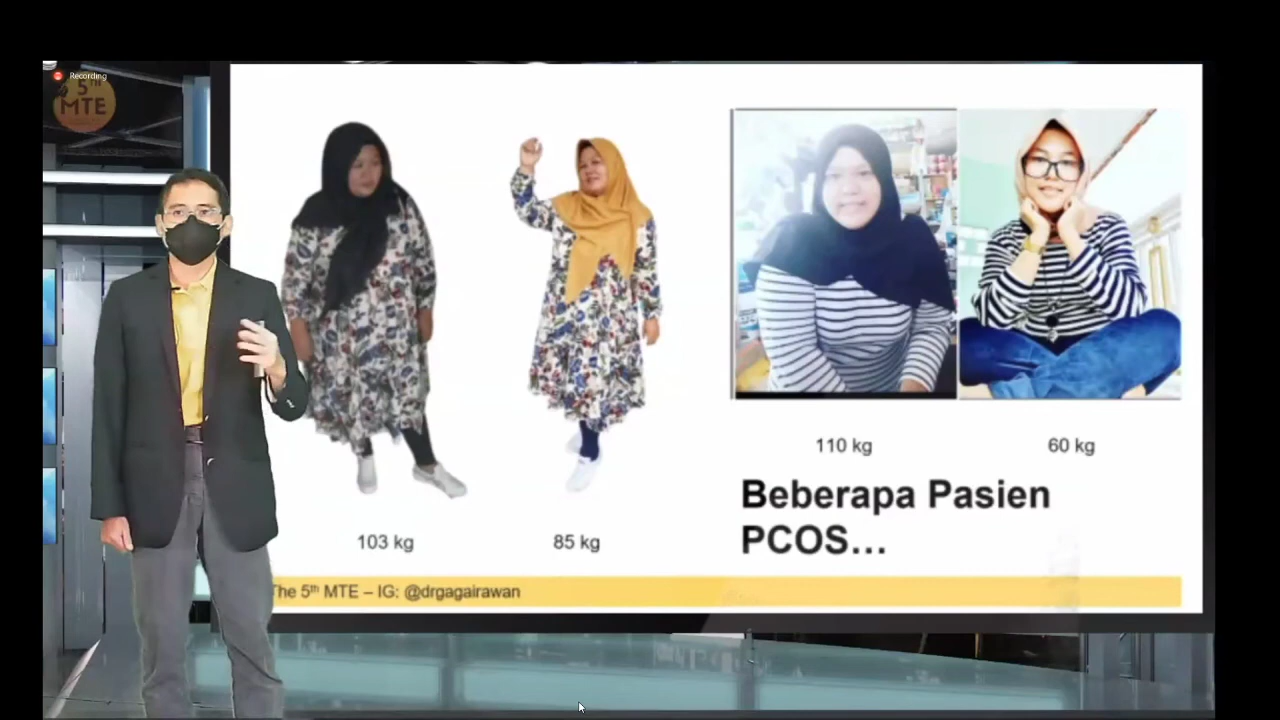 Recording
5TH
MTE
110 kg
60 kg
Beberapa Pasien
PCOS...
103 kg
85 kg
The 5th MTE – IG: @drgagairawan